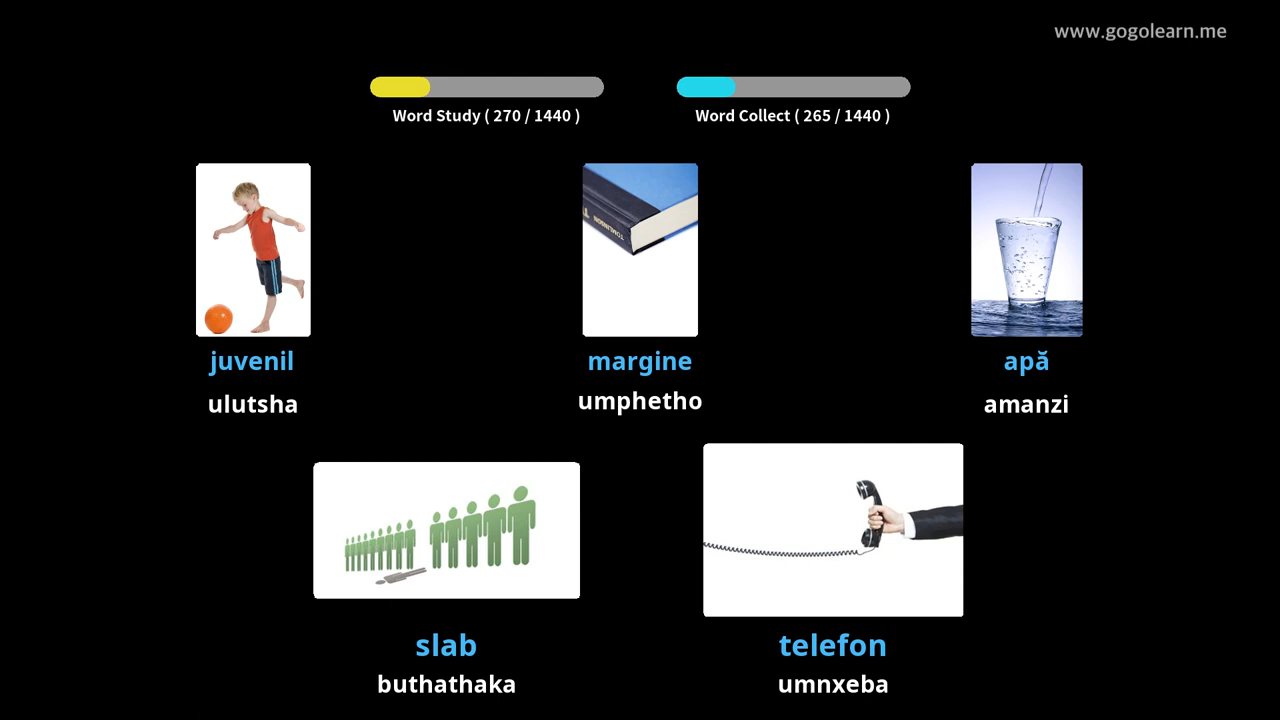 www.gogolearn.me
Word Study ( 270 / 1440 )
Word Collect ( 265 / 1440 )
TOMLINSON
juvenil
margine
apă
ulutsha
umphetho
amanzi
slab
telefon
buthathaka
umnxeba